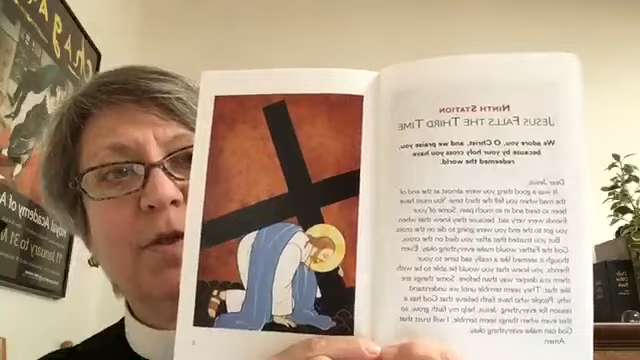 Chaga
Royal Academy of A
11 January to 31 M
NINTH STATION
JESUS FALLS THE THIRD TIME
We adore you, O Christ, and we praise you,
because by your holy cross you have
redeemed the world.
Dear Jesus,
It was a good thing you were almost at the end of
the road when you fell the third time. You must have
been so tired and in so much pain. Some of your
friends were very sad, because they knew that when
you got to the end you were going to die on the cross.
But you trusted that after you died on the cross,
God the Father would make everything okay. Even
though it seemed like a really sad time to your
friends, you knew that you would be able to be with
them in a deeper way than before. Some things are
like that: They seem terrible until we understand
why. People who have faith believe that God has a
reason for everything. Jesus, help my faith grow, so
that even when things seem terrible, I will trust that
God can make everything okay.
Amen.